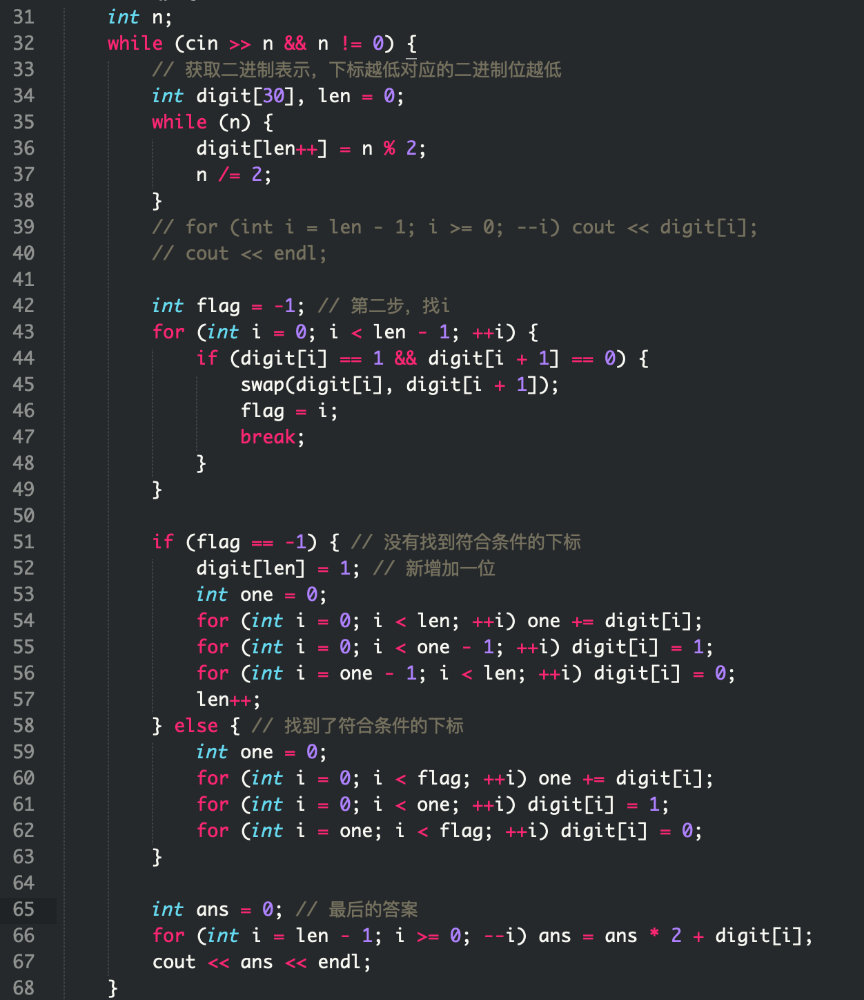 31 int n;
32 while (cin >> n && n != 0) {
33 // 获取二进制表示，下标越低对应的二进制位越低
34 int digit[30], len = 0;
35 while (n) {
36 digit[len++] = n % 2;
37 n /= 2;
38 }
39 // for (int i = len - 1; i >= 0; --i) cout << digit[i];
40 // cout << endl;
41
42 int flag = -1; // 第二步，找i
43 for (int i = 0; i < len - 1; ++i) {
44 if (digit[i] == 1 && digit[i + 1] == 0) {
45 swap(digit[i], digit[i + 1]);
46 flag = i;
47 break;
48 }
49 }
50
51 if (flag == -1) { // 没有找到符合条件的下标
52 digit[len] = 1; // 新增加一位
53 int one = 0;
54 for (int i = 0; i < len; ++i) one += digit[i];
55 for (int i = 0; i < one - 1; ++i) digit[i] = 1;
56 for (int i = one - 1; i < len; ++i) digit[i] = 0;
57 len++;
58 } else { // 找到了符合条件的下标
59 int one = 0;
60 for (int i = 0; i < flag; ++i) one += digit[i];
61 for (int i = 0; i < one; ++i) digit[i] = 1;
62 for (int i = one; i < flag; ++i) digit[i] = 0;
63 }
64
65 int ans = 0; // 最后的答案
66 for (int i = len - 1; i >= 0; --i) ans = ans * 2 + digit[i];
67 cout << ans << endl;
68 }